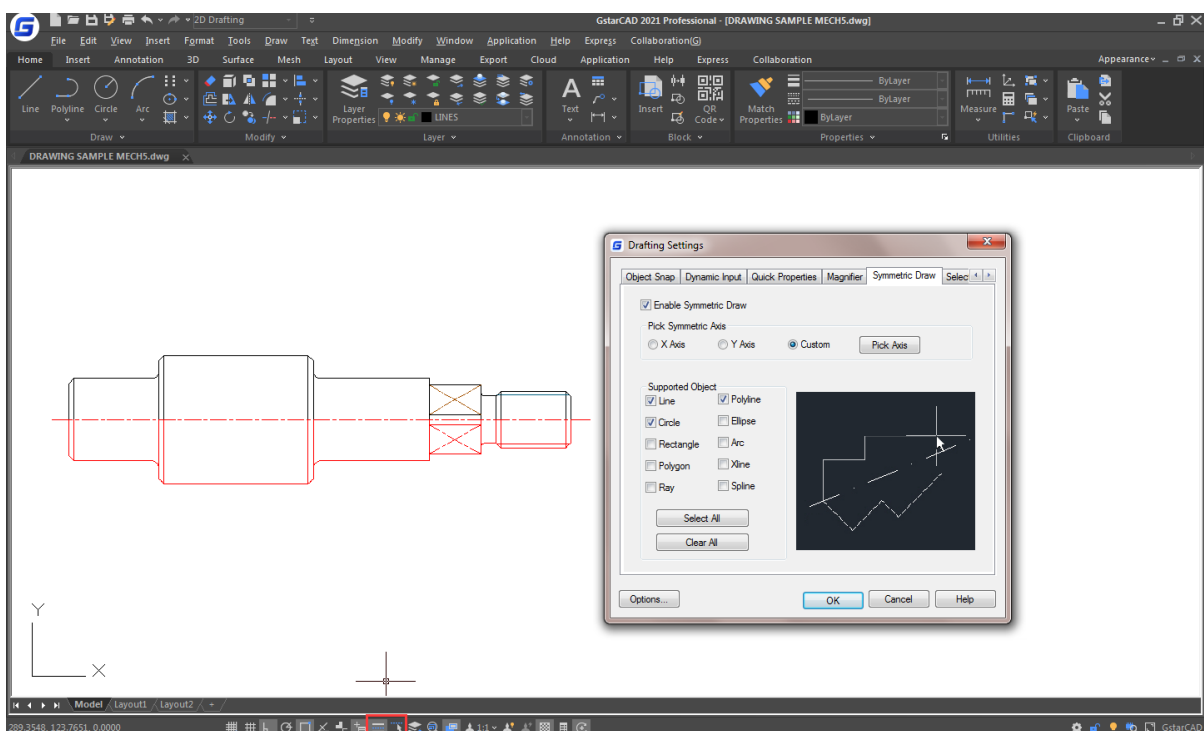 2D Drafting
GstarCAD 2021 Professional - [DRAWING SAMPLE MECH5.dwg]
File Edit View Insert Format Tools Draw Text Dimension Modify Window Application Help Express Collaboration(G)
Home Insert Annotation 3D Surface Mesh Layout View Manage Export Cloud Application Help Express Collaboration Appearance
Line Polyline Circle Arc
Layer Properties
LINES
Text
Insert
QR Code
Match Properties
ByLayer
ByLayer
ByLayer
Measure
Paste
Draw Modify Layer Annotation Block Properties Utilities Clipboard
DRAWING SAMPLE MECH5.dwg
Drafting Settings
Object Snap Dynamic Input Quick Properties Magnifier Symmetric Draw Selec
Enable Symmetric Draw
Pick Symmetric Axis
X Axis Y Axis Custom Pick Axis
Supported Object
Line Polyline
Circle Ellipse
Rectangle Arc
Polygon Xline
Ray Spline
Select All
Clear All
Options... OK Cancel Help
Y
X
Model Layout1 Layout2 +
289.3548, 123.7651, 0.0000 1:1 GstarCAD